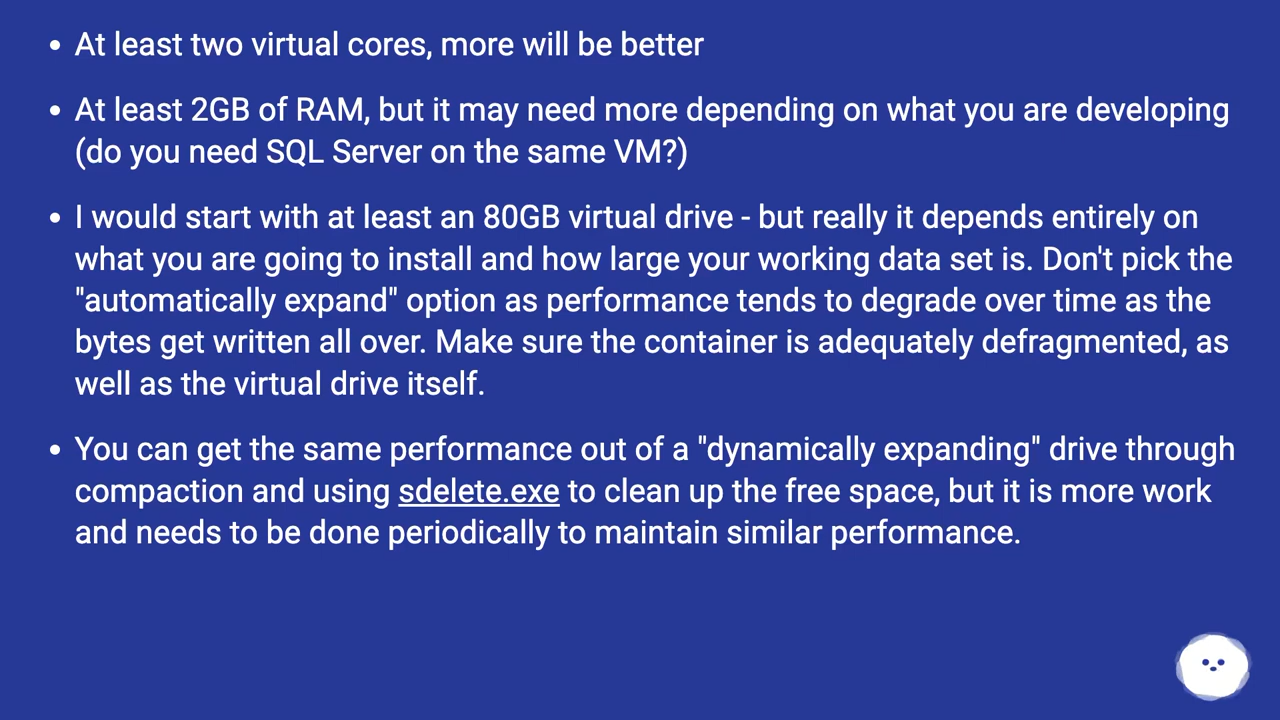 • At least two virtual cores, more will be better
• At least 2GB of RAM, but it may need more depending on what you are developing
(do you need SQL Server on the same VM?)
• I would start with at least an 80GB virtual drive - but really it depends entirely on
what you are going to install and how large your working data set is. Don't pick the
"automatically expand" option as performance tends to degrade over time as the
bytes get written all over. Make sure the container is adequately defragmented, as
well as the virtual drive itself.
• You can get the same performance out of a "dynamically expanding" drive through
compaction and using sdelete.exe to clean up the free space, but it is more work
and needs to be done periodically to maintain similar performance.